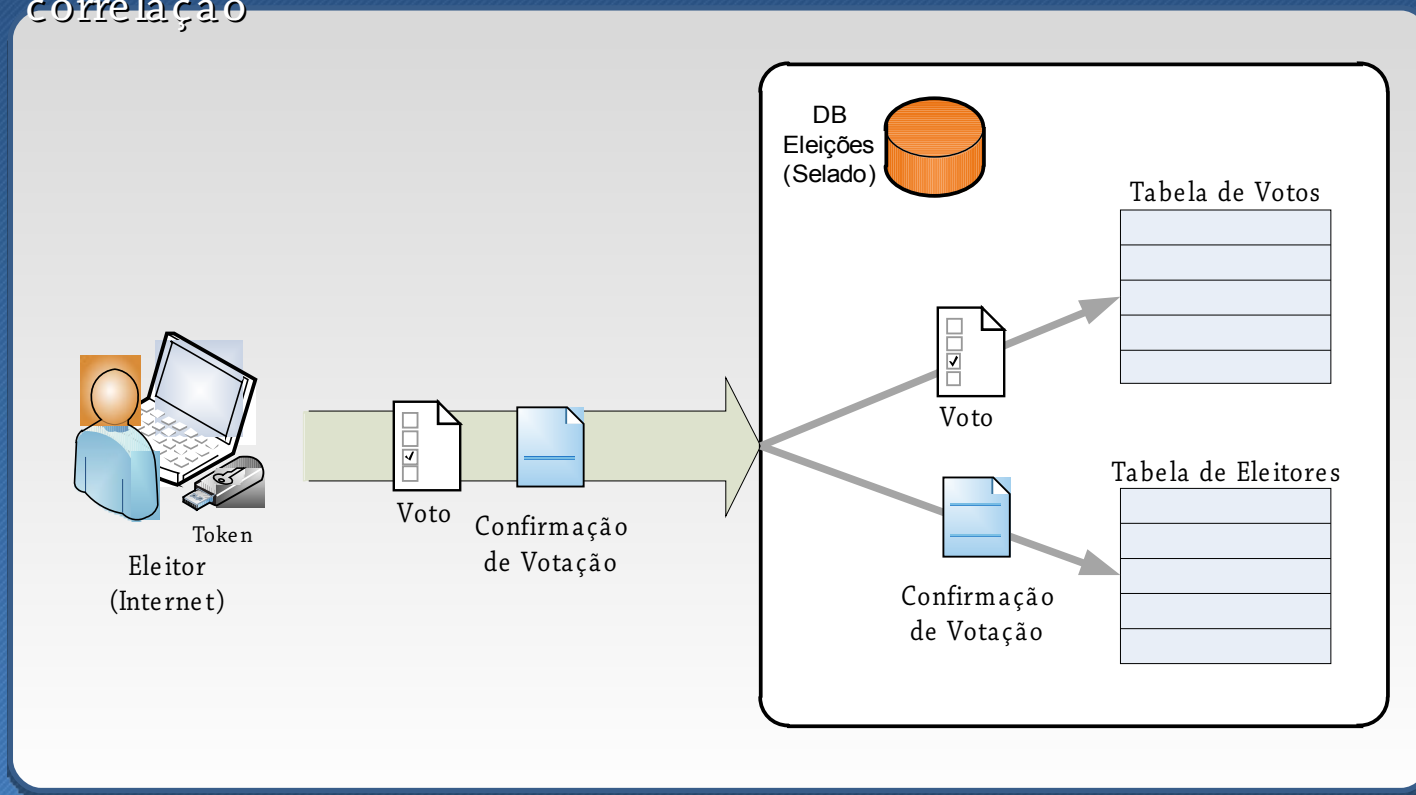 correlação
DB
Eleições
(Selado)
Tabela de Votos
Voto
Tabela de Eleitores
Voto
Confirmação
de Votação
Token
Eleitor
(Internet)
Confirmação
de Votação